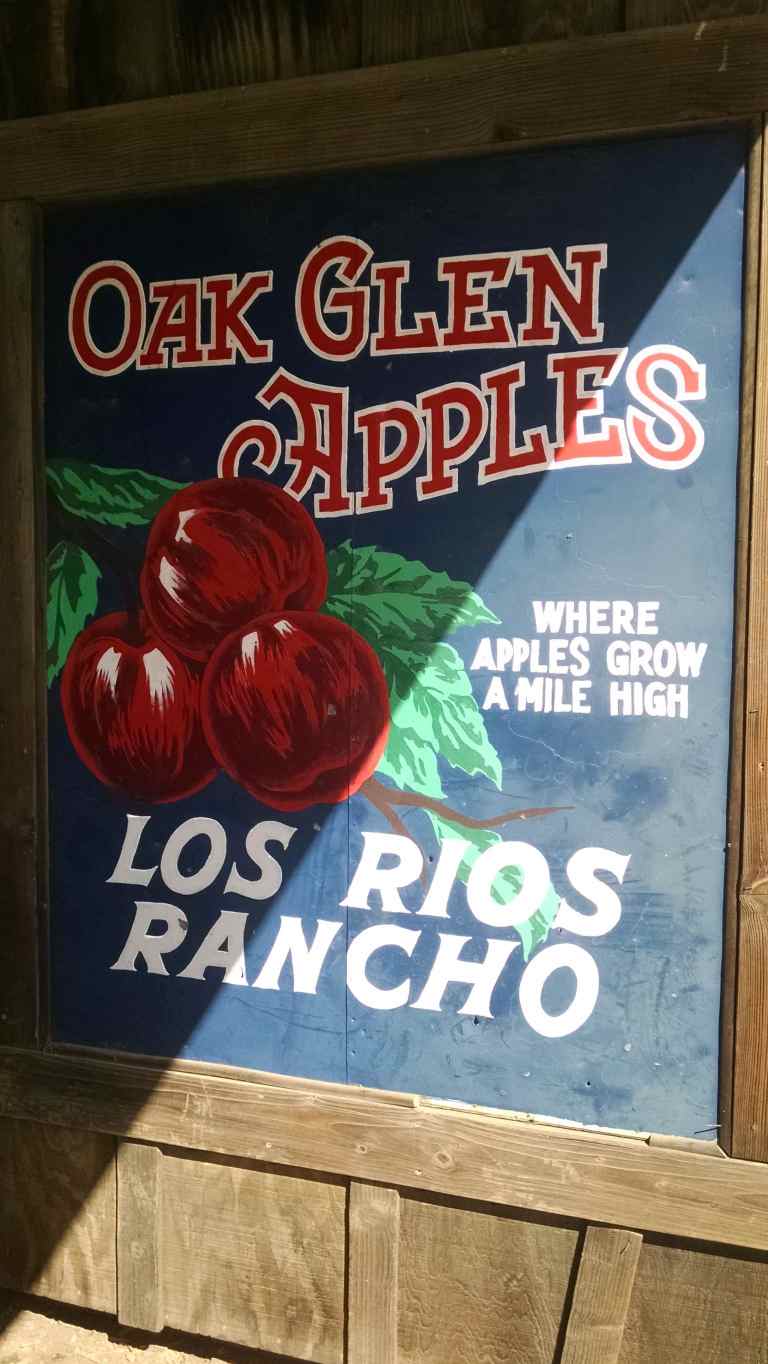 OAK GLEN
APPLES
WHERE
APPLES GROW
A MILE HIGH
LOS RIOS
RANCHO